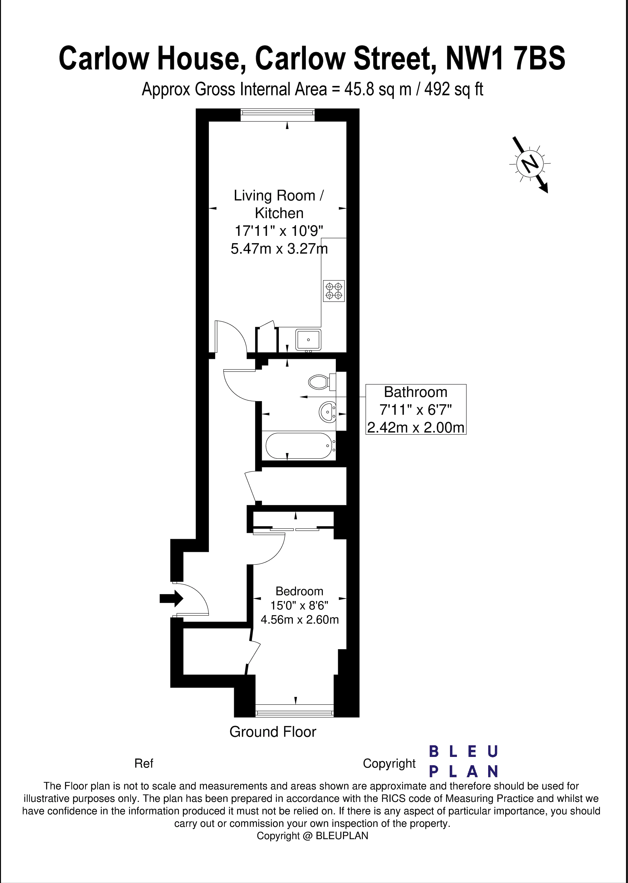 Carlow House, Carlow Street, NW1 7BS
Approx Gross Internal Area = 45.8 sq m / 492 sq ft
N
Living Room /
Kitchen
17'11" x 10'9"
5.47m x 3.27m
Bathroom
7'11" x 6'7"
2.42m x 2.00m
Bedroom
15'0" x 8'6"
4.56m x 2.60m
Ground Floor
Ref
Copyright
BLEU
PLAN
The Floor plan is not to scale and measurements and areas shown are approximate and therefore should be used for
illustrative purposes only. The plan has been prepared in accordance with the RICS code of Measuring Practice and whilst we
have confidence in the information produced it must not be relied on. If there is any aspect of particular importance, you should
carry out or commission your own inspection of the property.
Copyright @ BLEUPLAN